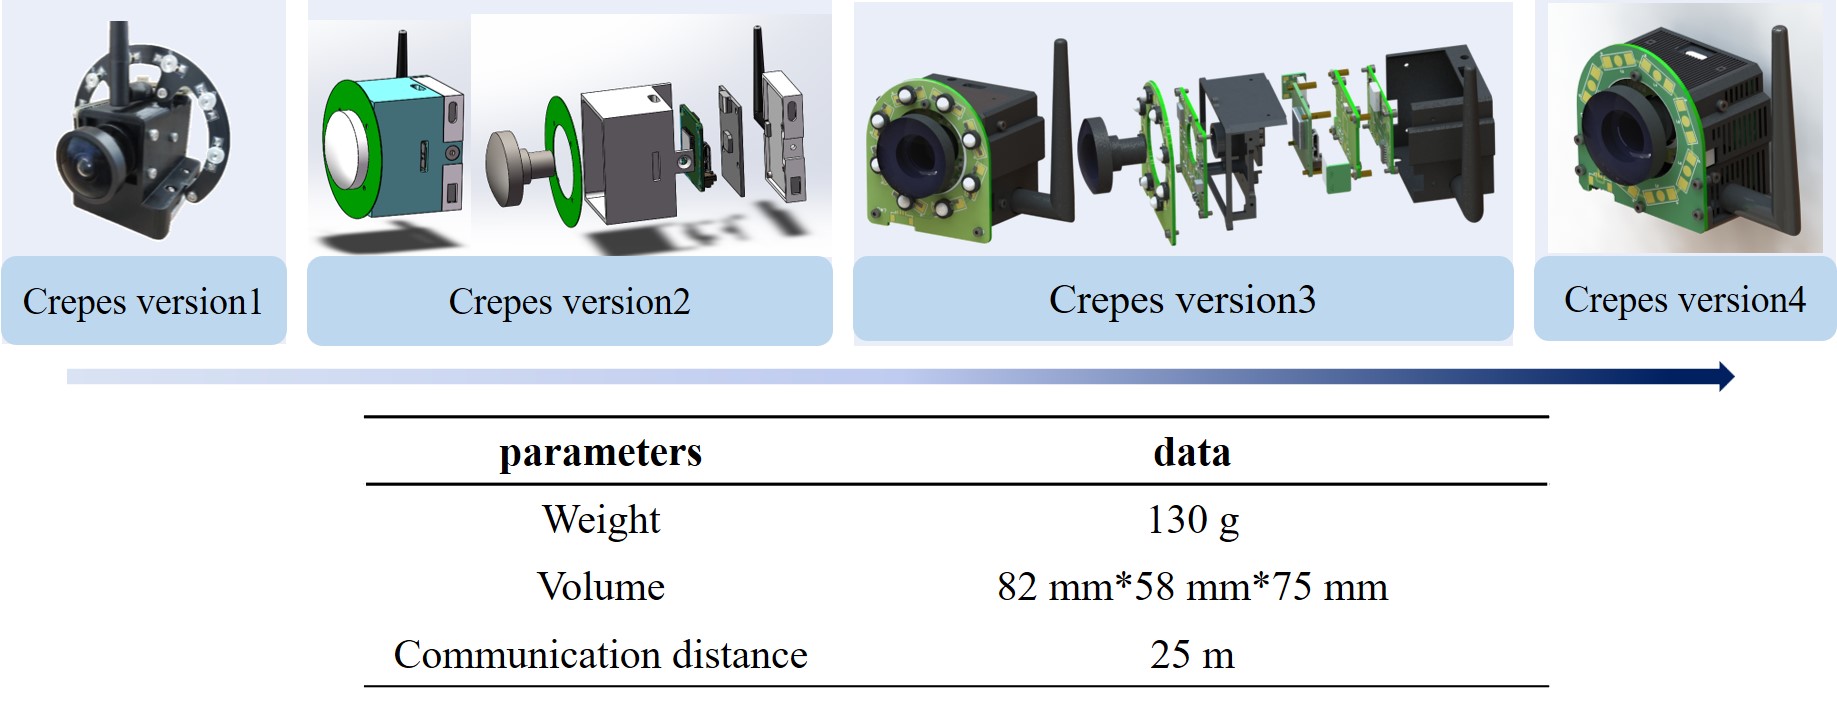 Crepes version1
Crepes version2
Crepes version3
Crepes version4
parameters data
Weight 130 g
Volume 82 mm*58 mm*75 mm
Communication distance 25 m